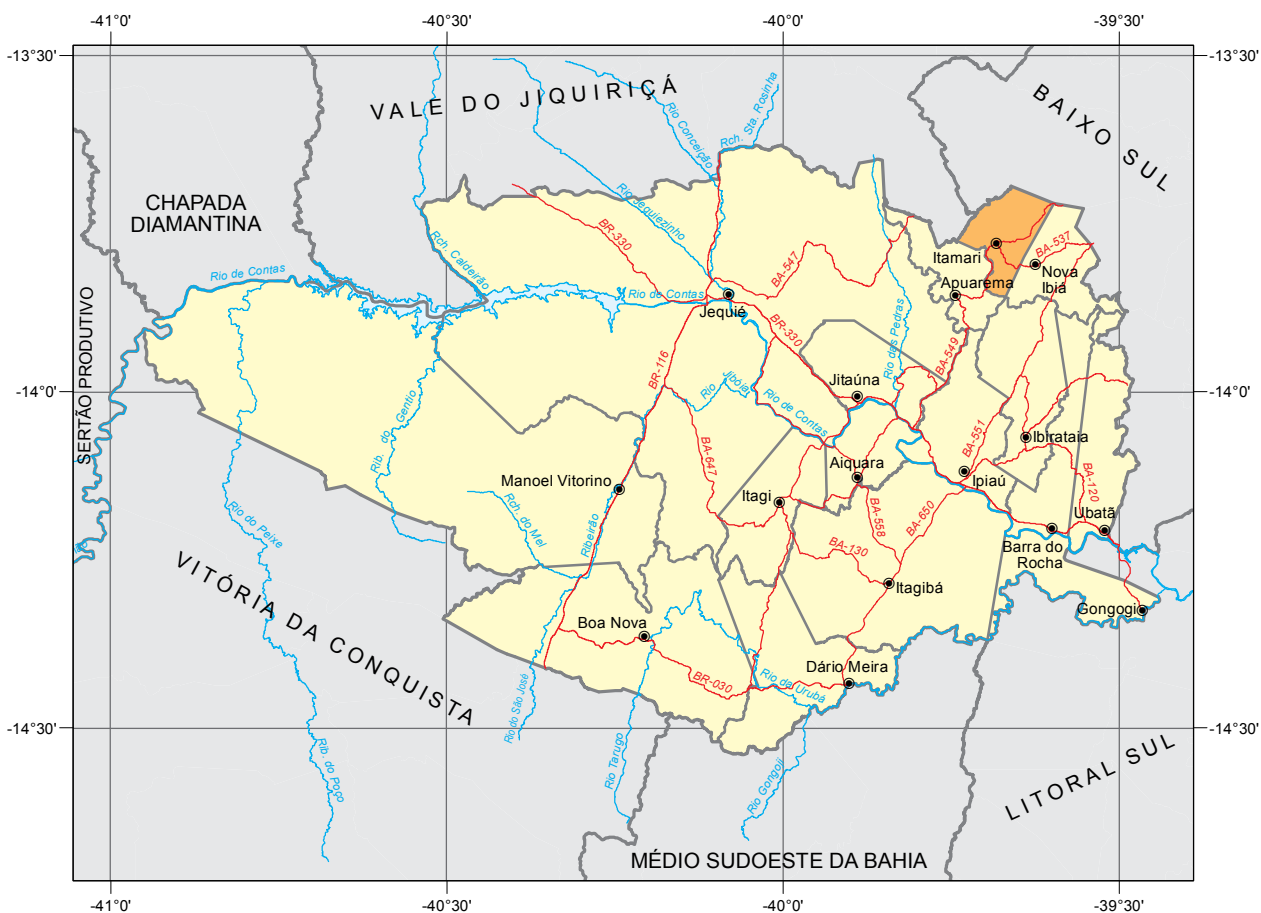 -41°0'
-40°30'
-40°0'
-39°30'
-13°30'
-13°30'
VALE DO JIQUIRIÇÁ
BAIXO SUL
Rio Conceição
Rch. Sta. Rosinha
CHAPADA
DIAMANTINA
Rio Jequiezinho
BR-330
Rch. Caldeirão
Rio de Contas
Rio de Contas
BA-547
Itamari
BA-537
Nova
Ibiá
Apuarema
Jequié
BR-330
Rio das Pedras
SERTÃO PRODUTIVO
BR-116
BA-549
-14°0'
-14°0'
Jitaúna
Rio Jibóia
Rio de Contas
Rib. do Gentio
BA-551
Ibirataia
BA-647
Aiquara
Ipiaú
Manoel Vitorino
Itagi
BA-120
Rch. do Mel
Ribeirão
BA-558
BA-650
Ubatã
Rio do Peixe
BA-130
Barra do
Rocha
Itagibá
Gongogi
VITÓRIA DA CONQUISTA
Boa Nova
Dário Meira
BR-030
Rio da Urubá
Rio do São José
-14°30'
-14°30'
Rio Tarugo
Rio Gongoji
Rib. do Poço
LITORAL SUL
MÉDIO SUDOESTE DA BAHIA
-41°0'
-40°30'
-40°0'
-39°30'